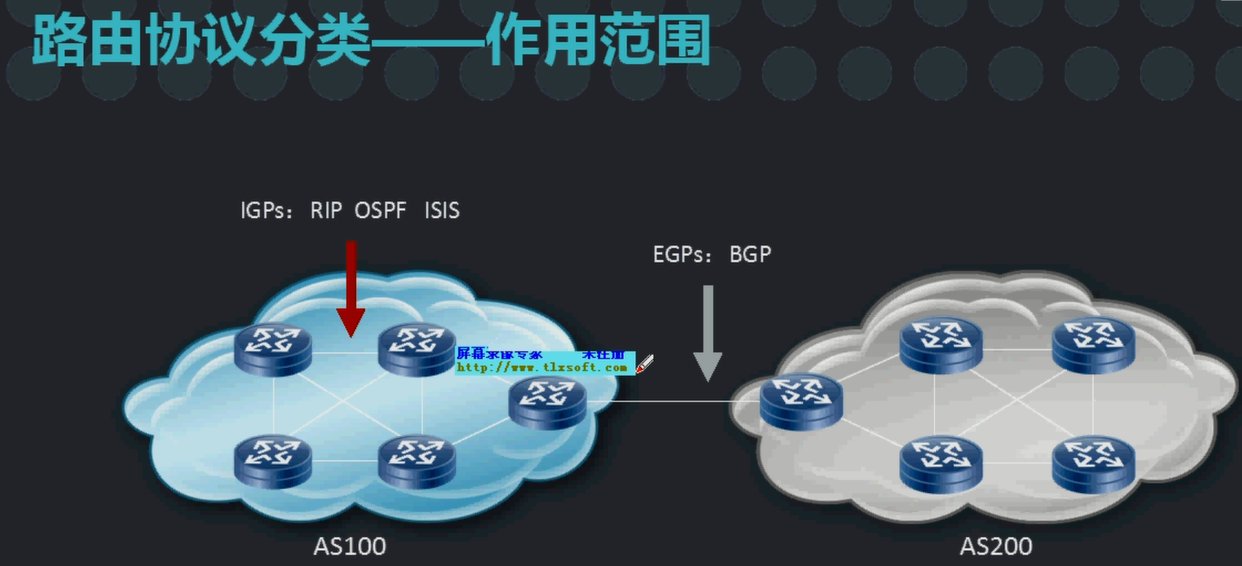 路由协议分类——作用范围
IGPs： RIP OSPF ISIS
EGPs： BGP
屏幕录像专家 未注册
http://www.tlxsoft.com
AS100
AS200